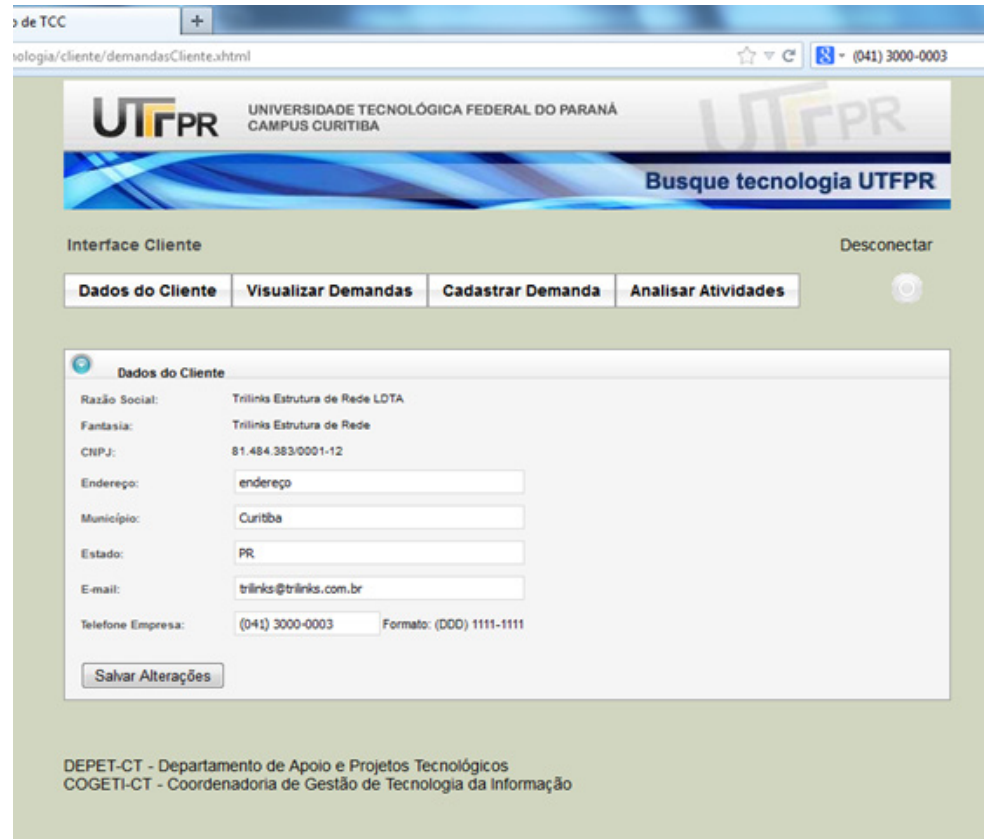 o de TCC +
nologia/cliente/demandasCliente.xhtml 8 (041) 3000-0003
UTFPR UNIVERSIDADE TECNOLÓGICA FEDERAL DO PARANÁ
CAMPUS CURITIBA
UTFPR
Busque tecnologia UTFPR
Interface Cliente Desconectar
Dados do Cliente Visualizar Demandas Cadastrar Demanda Analisar Atividades
Dados do Cliente
Razão Social: Trilinks Estrutura de Rede LDTA
Fantasia: Trilinks Estrutura de Rede
CNPJ: 81.484.383/0001-12
Endereço: endereço
Município: Curitiba
Estado: PR
E-mail: trilinks@trilinks.com.br
Telefone Empresa: (041) 3000-0003 Formato: (DDD) 1111-1111
Salvar Alterações
DEPET-CT - Departamento de Apoio e Projetos Tecnológicos
COGETI-CT - Coordenadoria de Gestão de Tecnologia da Informação